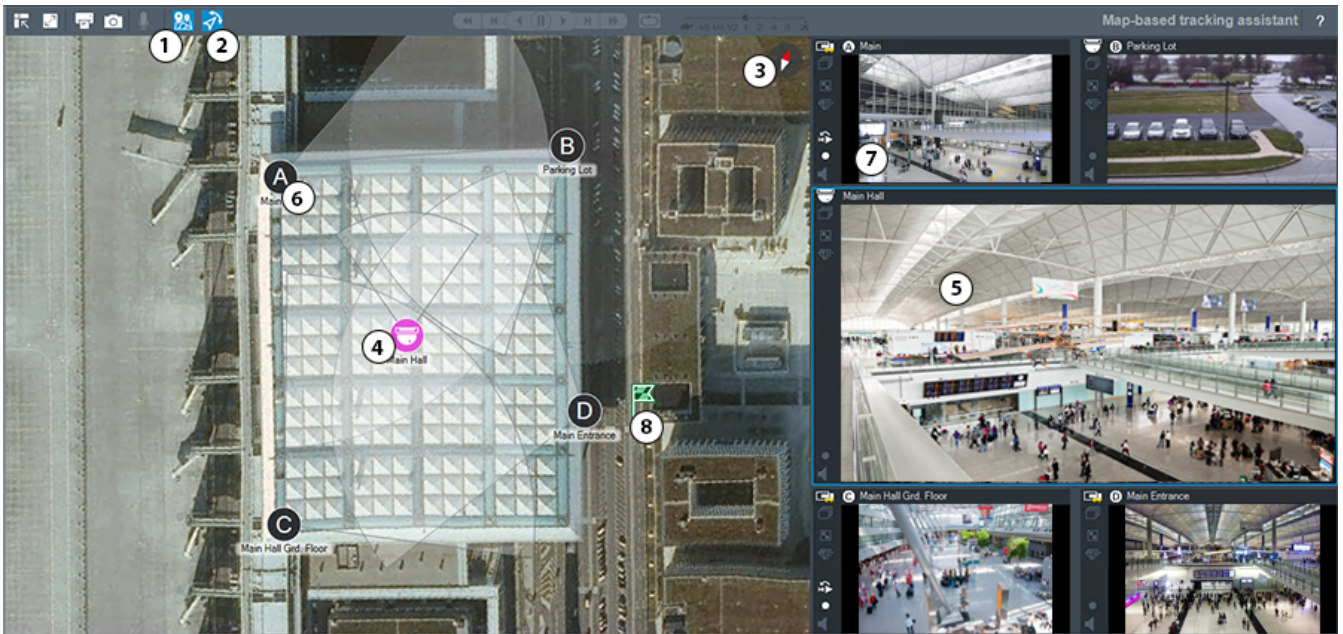 Map-based tracking assistant ?
1
2
3
A Main
B Parking Lot
7
B
Parking Lot
A
Main
6
Main Hall
5
4
Main Hall
8
D
Main Entrance
C
Main Hall Grd. Floor
C Main Hall Grd. Floor
D Main Entrance